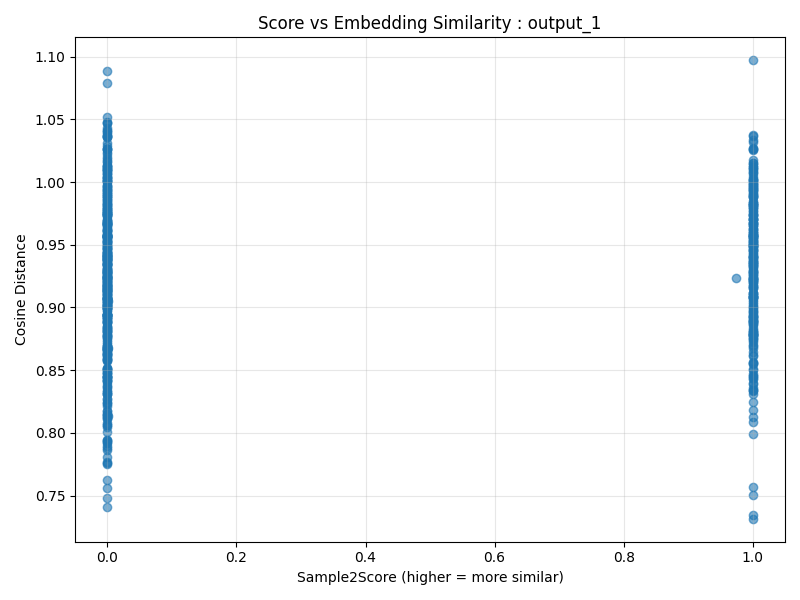 Score vs Embedding Similarity : output_1
Cosine Distance
1.10
1.05
1.00
0.95
0.90
0.85
0.80
0.75
0.0 0.2 0.4 0.6 0.8 1.0
Sample2Score (higher = more similar)